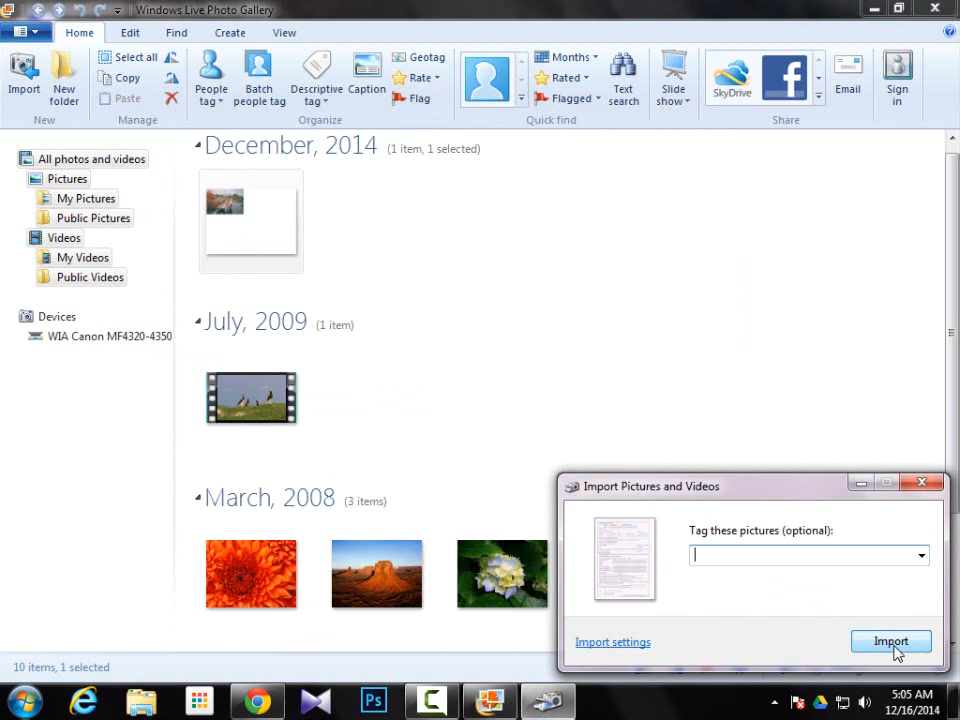 Windows Live Photo Gallery
Home Edit Find Create View
Import
New folder
Select all
Copy
Paste
People tag
Batch people tag
Descriptive tag
Caption
Geotag
Rate
Flag
Months
Rated
Flagged
Text search
Slide show
SkyDrive
Email
Sign in
New Manage Organize Quick find Share
All photos and videos
Pictures
My Pictures
Public Pictures
Videos
My Videos
Public Videos
Devices
WIA Canon MF4320-4350
December, 2014 (1 item, 1 selected)
July, 2009 (1 item)
March, 2008 (3 items)
Import Pictures and Videos
Tag these pictures (optional):
Import settings
Import
10 items, 1 selected
Ps
5:05 AM
12/16/2014